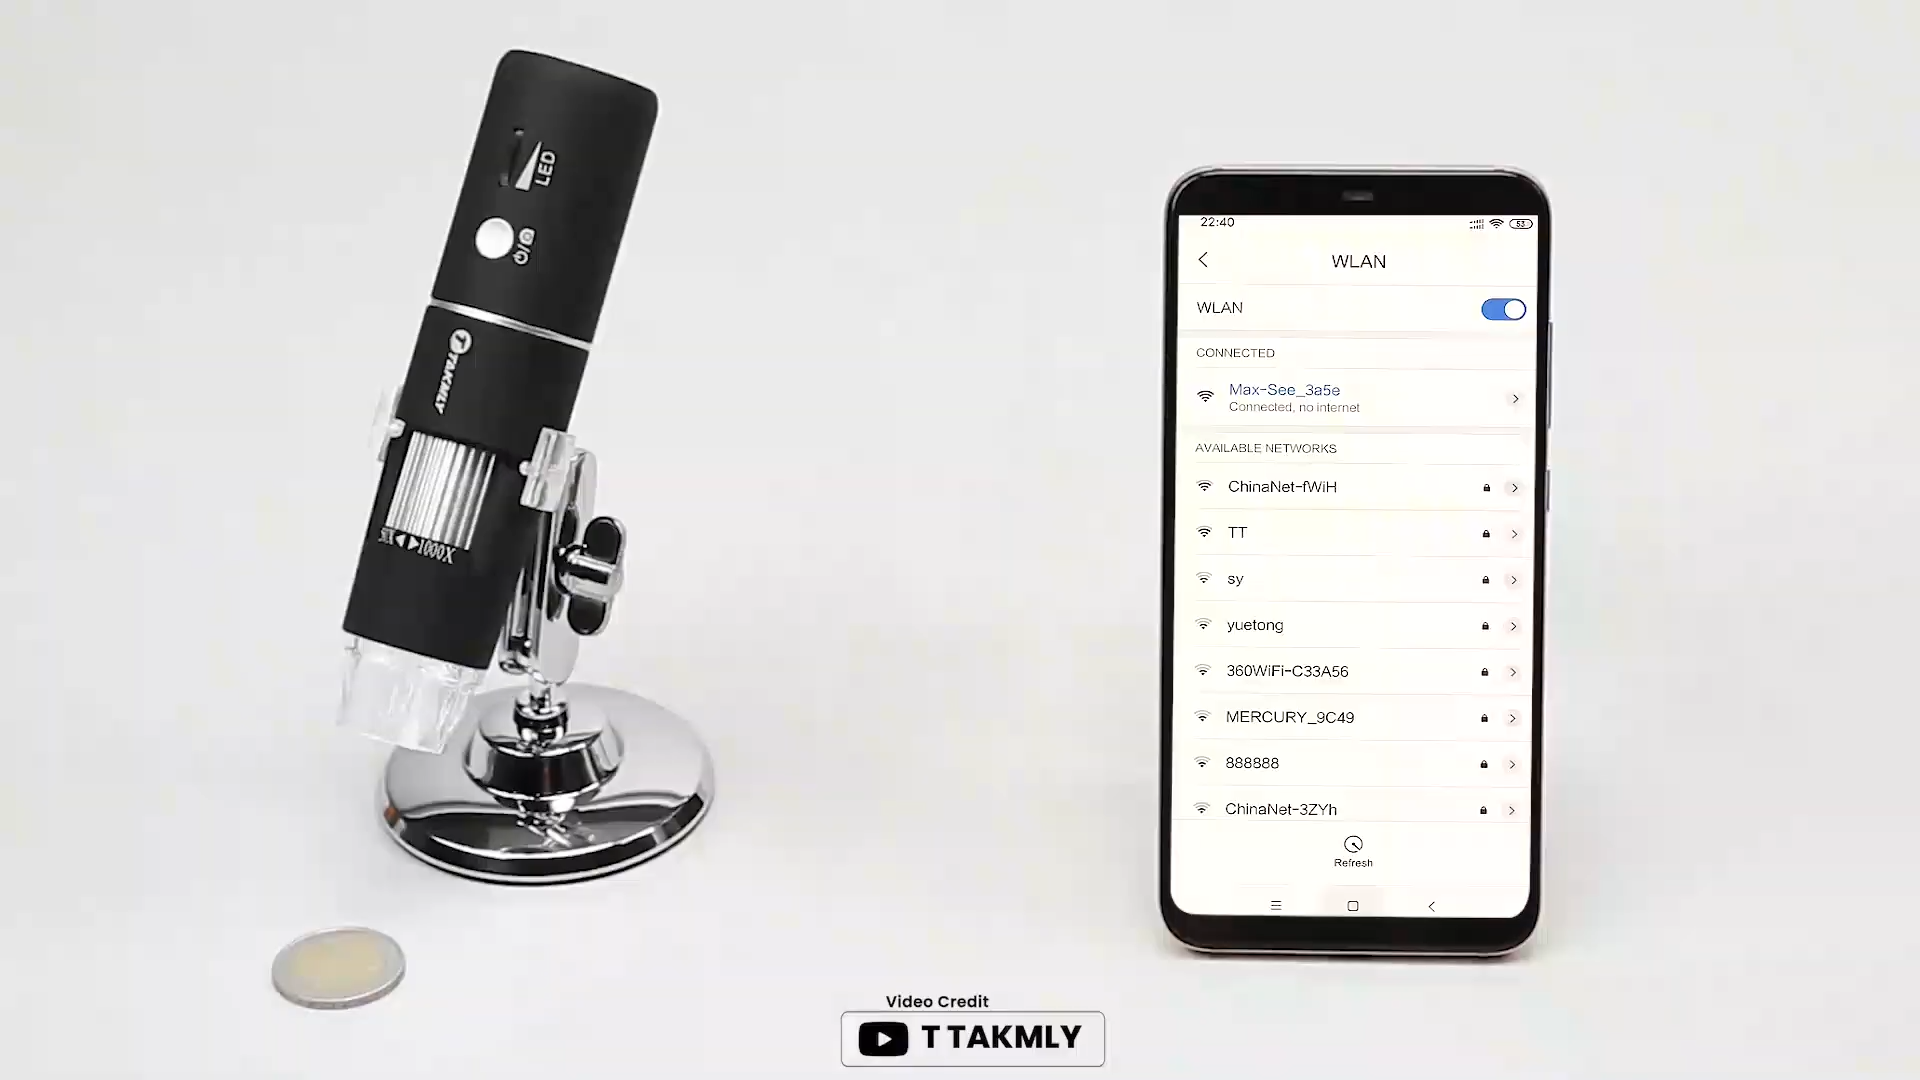 LED
TAKMLY
1000X
22:40
53
WLAN
WLAN
CONNECTED
Max-See_3a5e
Connected, no internet
AVAILABLE NETWORKS
ChinaNet-fWiH
TT
sy
yuetong
360WiFi-C33A56
MERCURY_9C49
888888
ChinaNet-3ZYh
Refresh
Video Credit
T TAKMLY